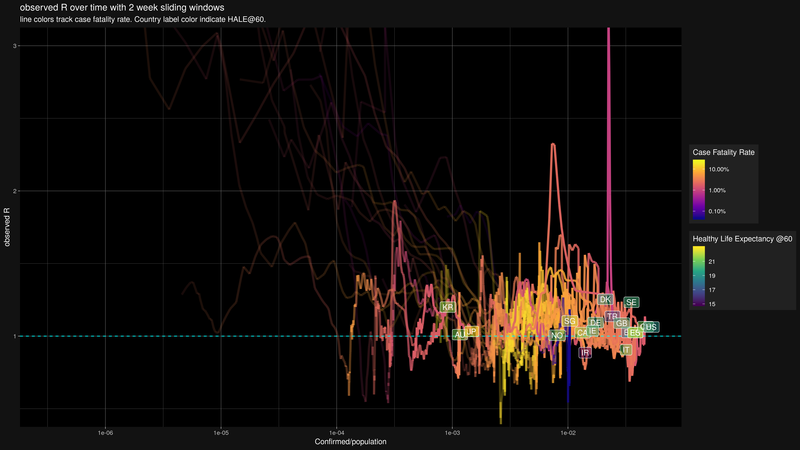 observed R over time with 2 week sliding windows
line colors track case fatality rate. Country label color indicate HALE@60.
observed R
3
2
1
KR
AU
JP
NO
SG
CA
IR
DE
IE
DK
TR
GB
SE
IT
ES
US
1e-06
1e-05
1e-04
1e-03
1e-02
Confirmed/population
Case Fatality Rate
10.00%
1.00%
0.10%
Healthy Life Expectancy @60
21
19
17
15